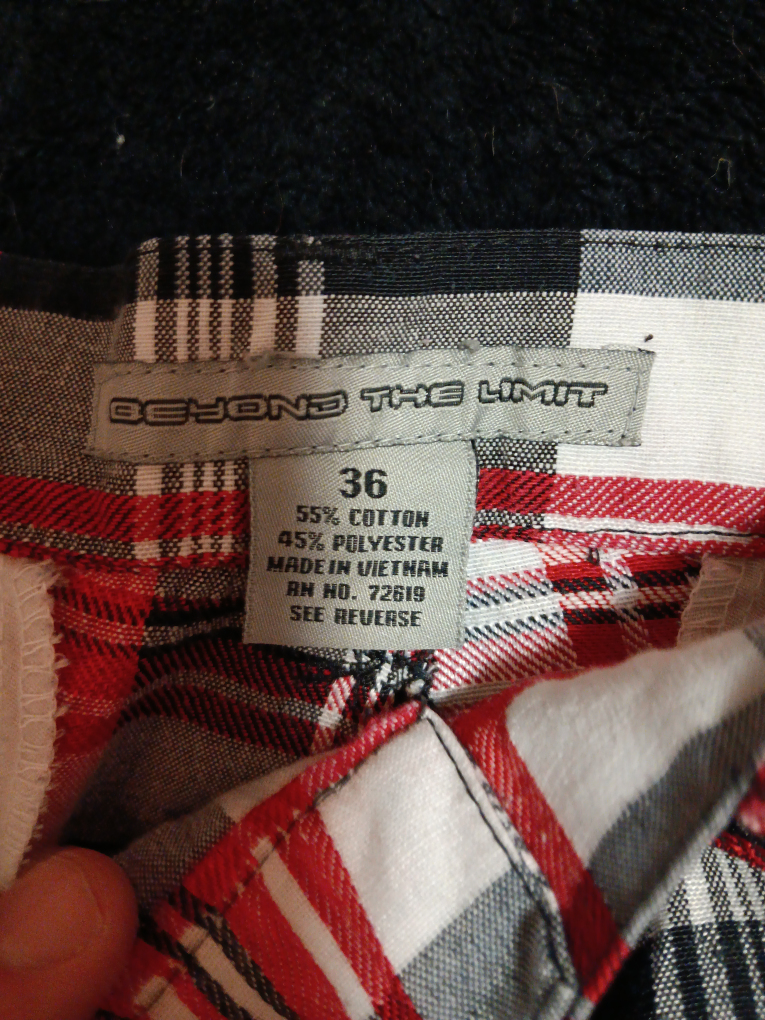 BEYOND THE LIMIT
36
55% COTTON
45% POLYESTER
MADE IN VIETNAM
RN NO. 72619
SEE REVERSE